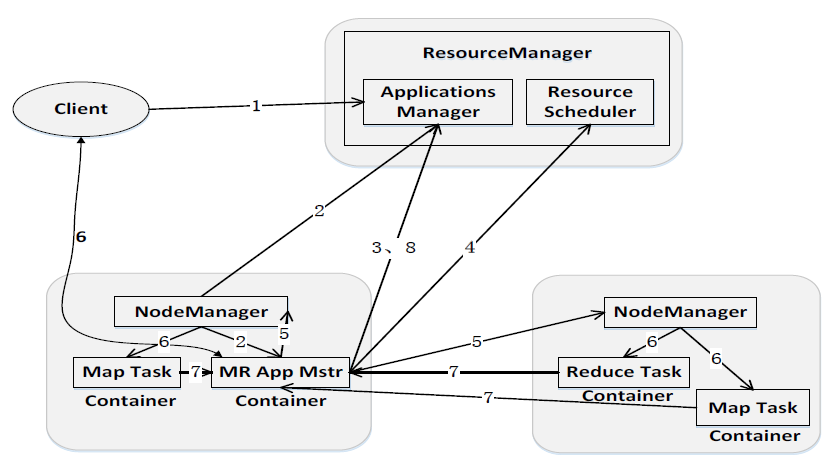 ResourceManager
Applications
Manager
Resource
Scheduler
Client
1
2
3、8
4
6
NodeManager
6
2
5
Map Task
7
MR App Mstr
Container
Container
5
7
7
NodeManager
6
6
Reduce Task
Container
Map Task
Container